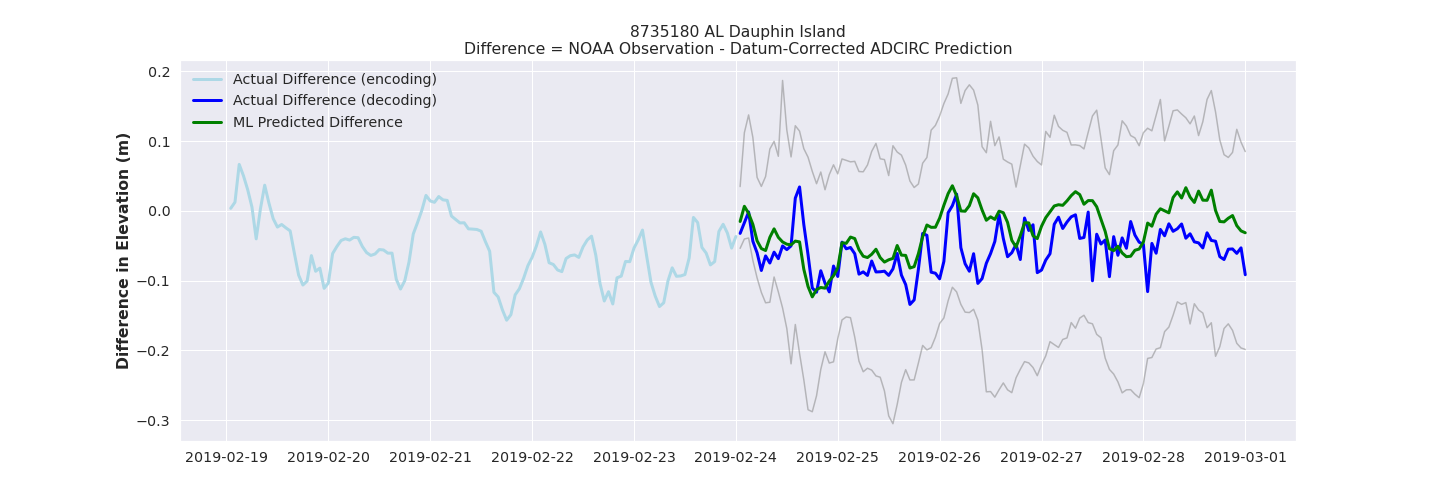 8735180 AL Dauphin Island
Difference = NOAA Observation - Datum-Corrected ADCIRC Prediction
Difference in Elevation (m)
0.2
0.1
0.0
−0.1
−0.2
−0.3
Actual Difference (encoding)
Actual Difference (decoding)
ML Predicted Difference
2019-02-19 2019-02-20 2019-02-21 2019-02-22 2019-02-23 2019-02-24 2019-02-25 2019-02-26 2019-02-27 2019-02-28 2019-03-01